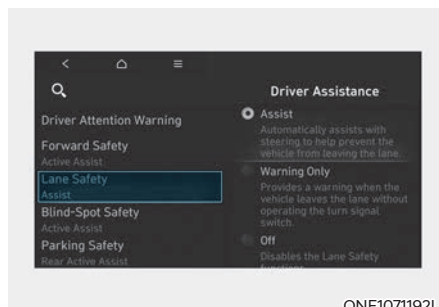 Driver Assistance
Driver Attention Warning
Forward Safety
Active Assist
Lane Safety
Assist
Blind-Spot Safety
Active Assist
Parking Safety
Rear Active Assist
Assist
Automatically assists with
steering to help prevent the
vehicle from leaving the lane.
Warning Only
Provides a warning when the
vehicle leaves the lane without
operating the turn signal
switch.
Off
Disables the Lane Safety
functions.